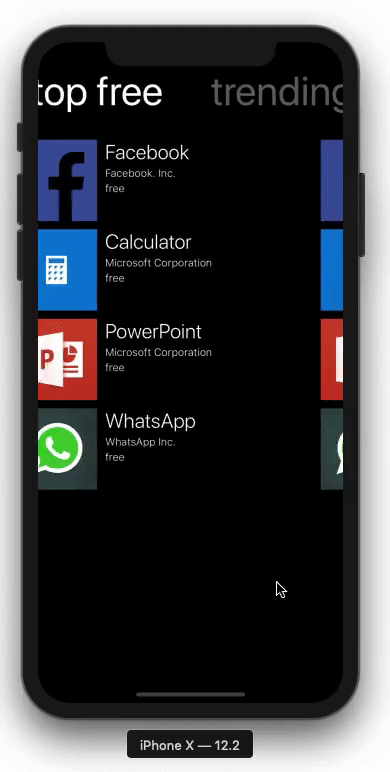 top free
trending
Facebook
Facebook. Inc.
free
Calculator
Microsoft Corporation
free
PowerPoint
Microsoft Corporation
free
WhatsApp
WhatsApp Inc.
free
iPhone X — 12.2